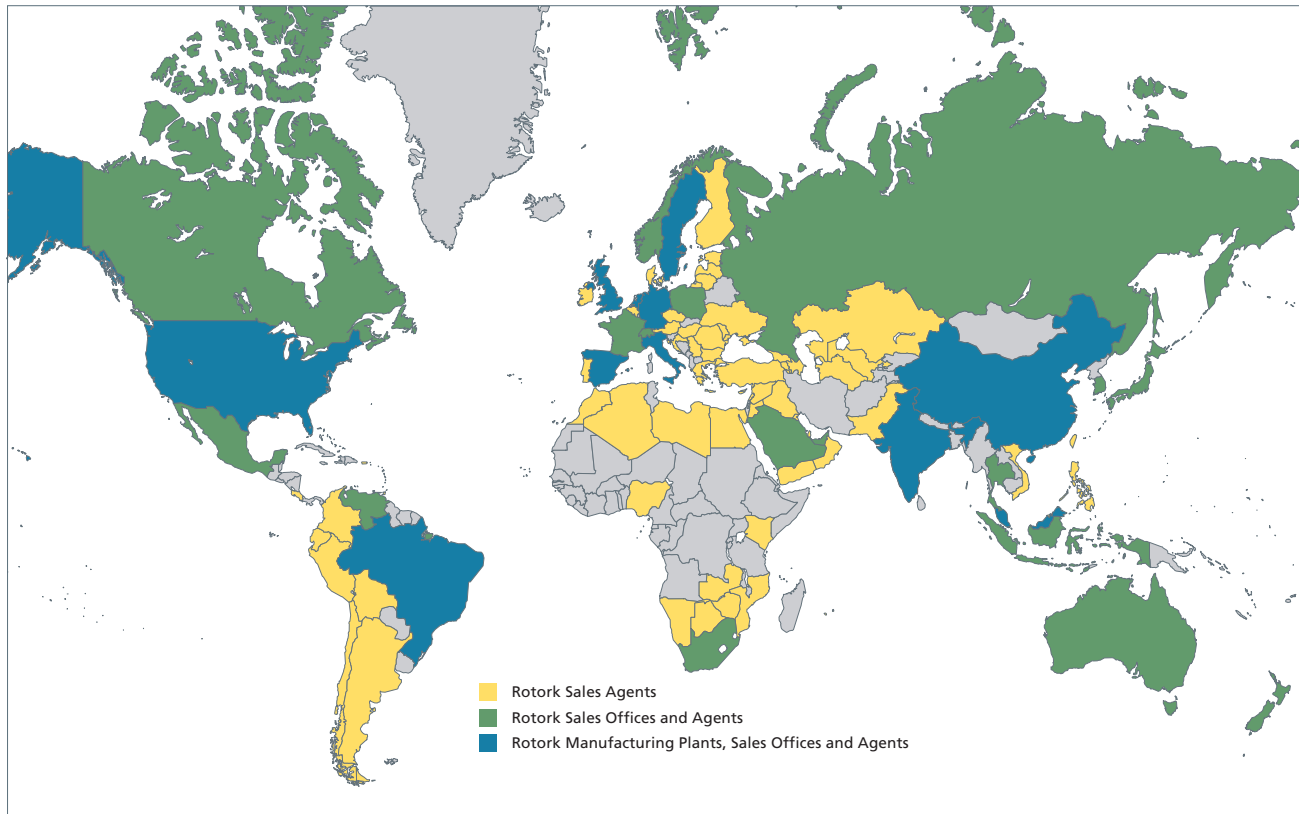 Rotork Sales Agents
Rotork Sales Offices and Agents
Rotork Manufacturing Plants, Sales Offices and Agents